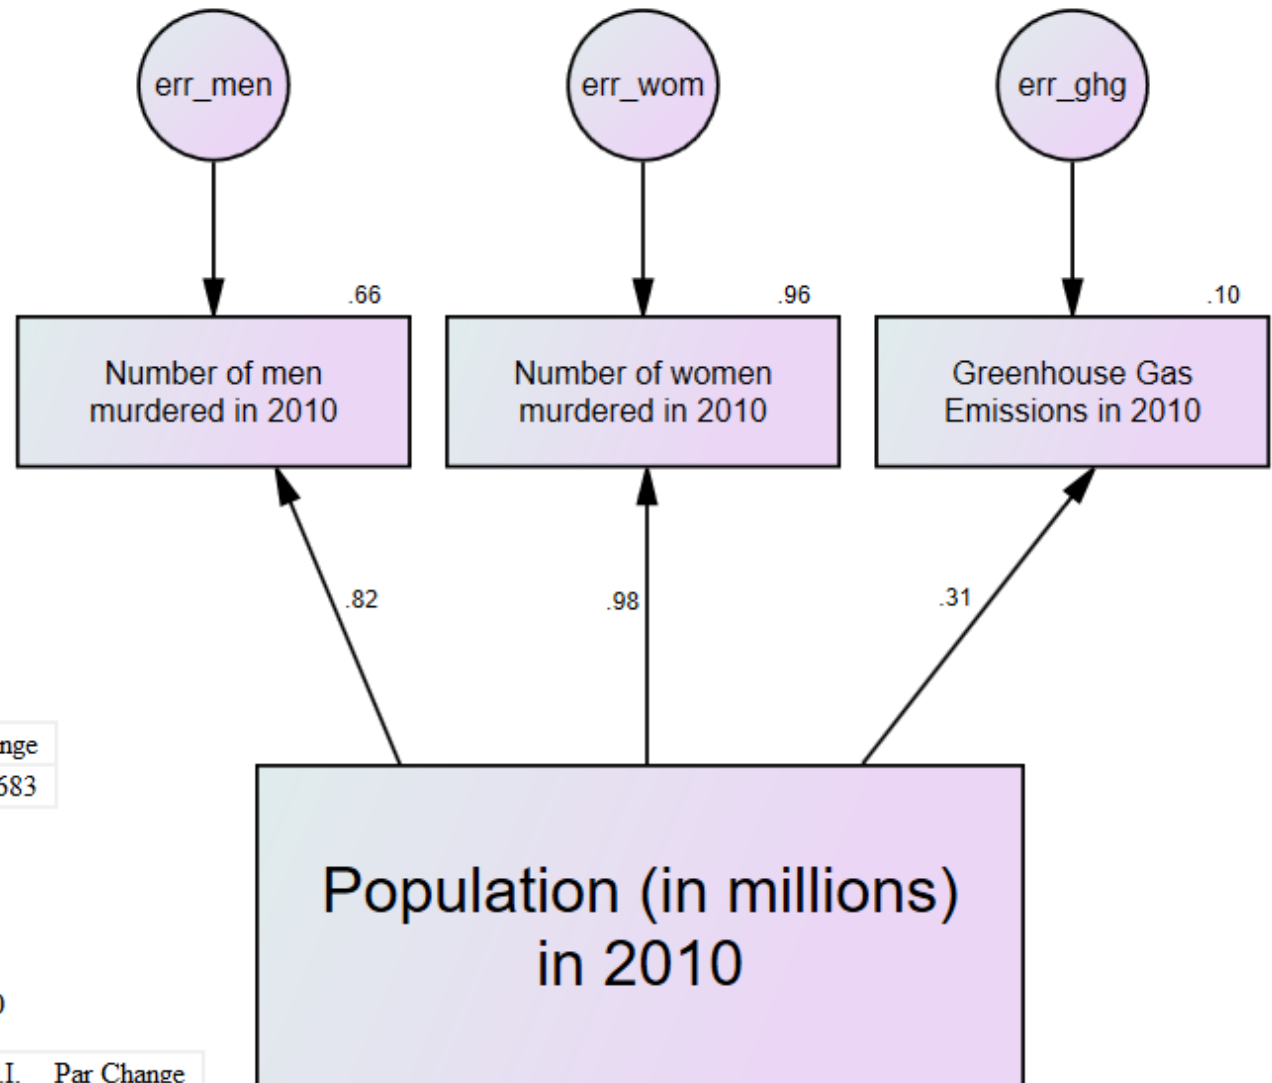 err_men
err_wom
err_ghg
.66
.96
.10
Number of men
murdered in 2010
Number of women
murdered in 2010
Greenhouse Gas
Emissions in 2010
.82
.98
.31
683
Population (in millions)
in 2010
Par Change